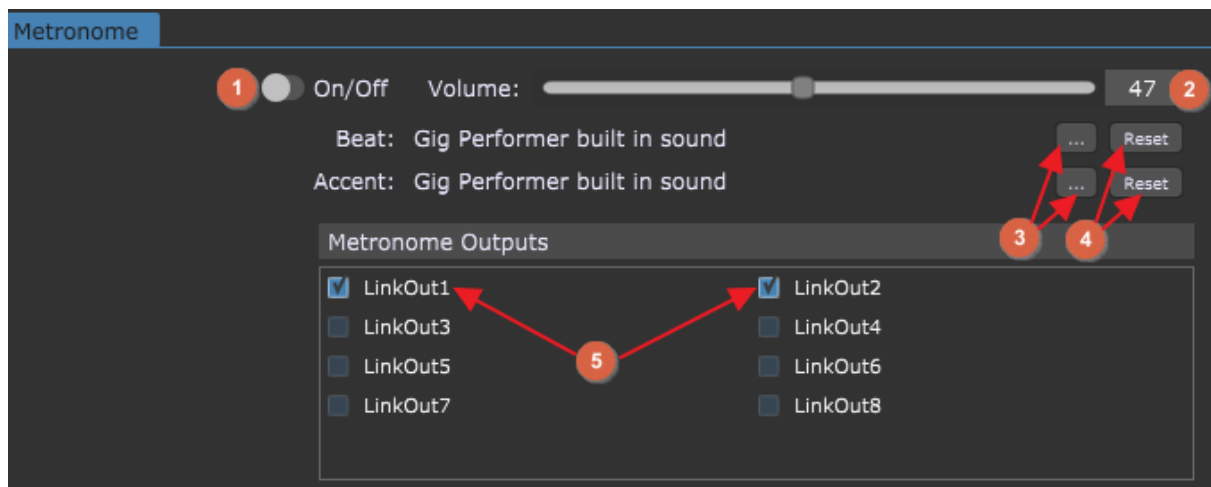 Metronome
1 On/Off Volume: 47 2
Beat: Gig Performer built in sound ... Reset
Accent: Gig Performer built in sound ... Reset
Metronome Outputs 3 4
LinkOut1 LinkOut2
LinkOut3 LinkOut4
5
LinkOut5 LinkOut6
LinkOut7 LinkOut8